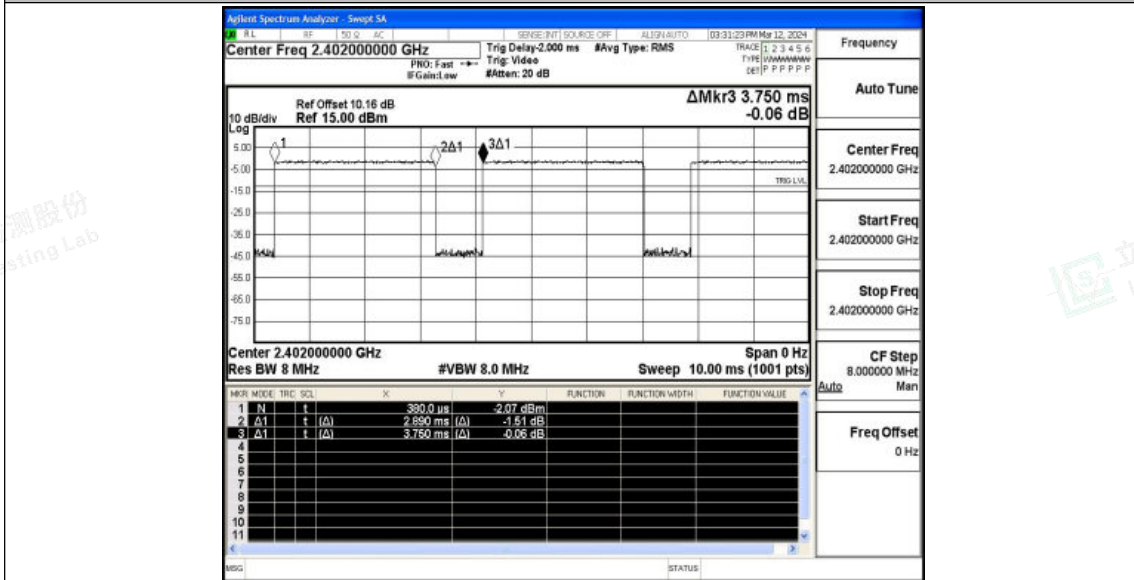 Agilent Spectrum Analyzer - Swept SA
RL RF 50 Ω AC SENSE:INT SOURCE OFF ALIGNAUTO 03:31:23 PM Mar 12, 2024
Center Freq 2.402000000 GHz
Trig Delay-2.000 ms #Avg Type: RMS
TRACE 1 2 3 4 5 6
PNO: Fast Trig: Video
TYPE
IFGain:Low #Atten: 20 dB
DET P P P P P P
ΔMkr3 3.750 ms
-0.06 dB
Ref Offset 10.16 dB
10 dB/div Ref 15.00 dBm
Log
1
2Δ1
3Δ1
5.00
-5.00
TRIG LVL
-15.0
-25.0
-35.0
-45.0
-55.0
-65.0
-75.0
Center 2.402000000 GHz Span 0 Hz
Res BW 8 MHz #VBW 8.0 MHz Sweep 10.00 ms (1001 pts)
MKR MODE TRC SCL X Y FUNCTION FUNCTION WIDTH FUNCTION VALUE
1 N t 380.0 us -2.07 dBm
2 Δ1 t (Δ) 2.890 ms (Δ) -1.51 dB
3 Δ1 t (Δ) 3.750 ms (Δ) -0.06 dB
4
5
6
7
8
9
10
11
MSG STATUS
Frequency
Auto Tune
Center Freq
2.402000000 GHz
Start Freq
2.402000000 GHz
Stop Freq
2.402000000 GHz
CF Step
8.000000 MHz
Auto Man
Freq Offset
0 Hz
测股份
sting Lab
立